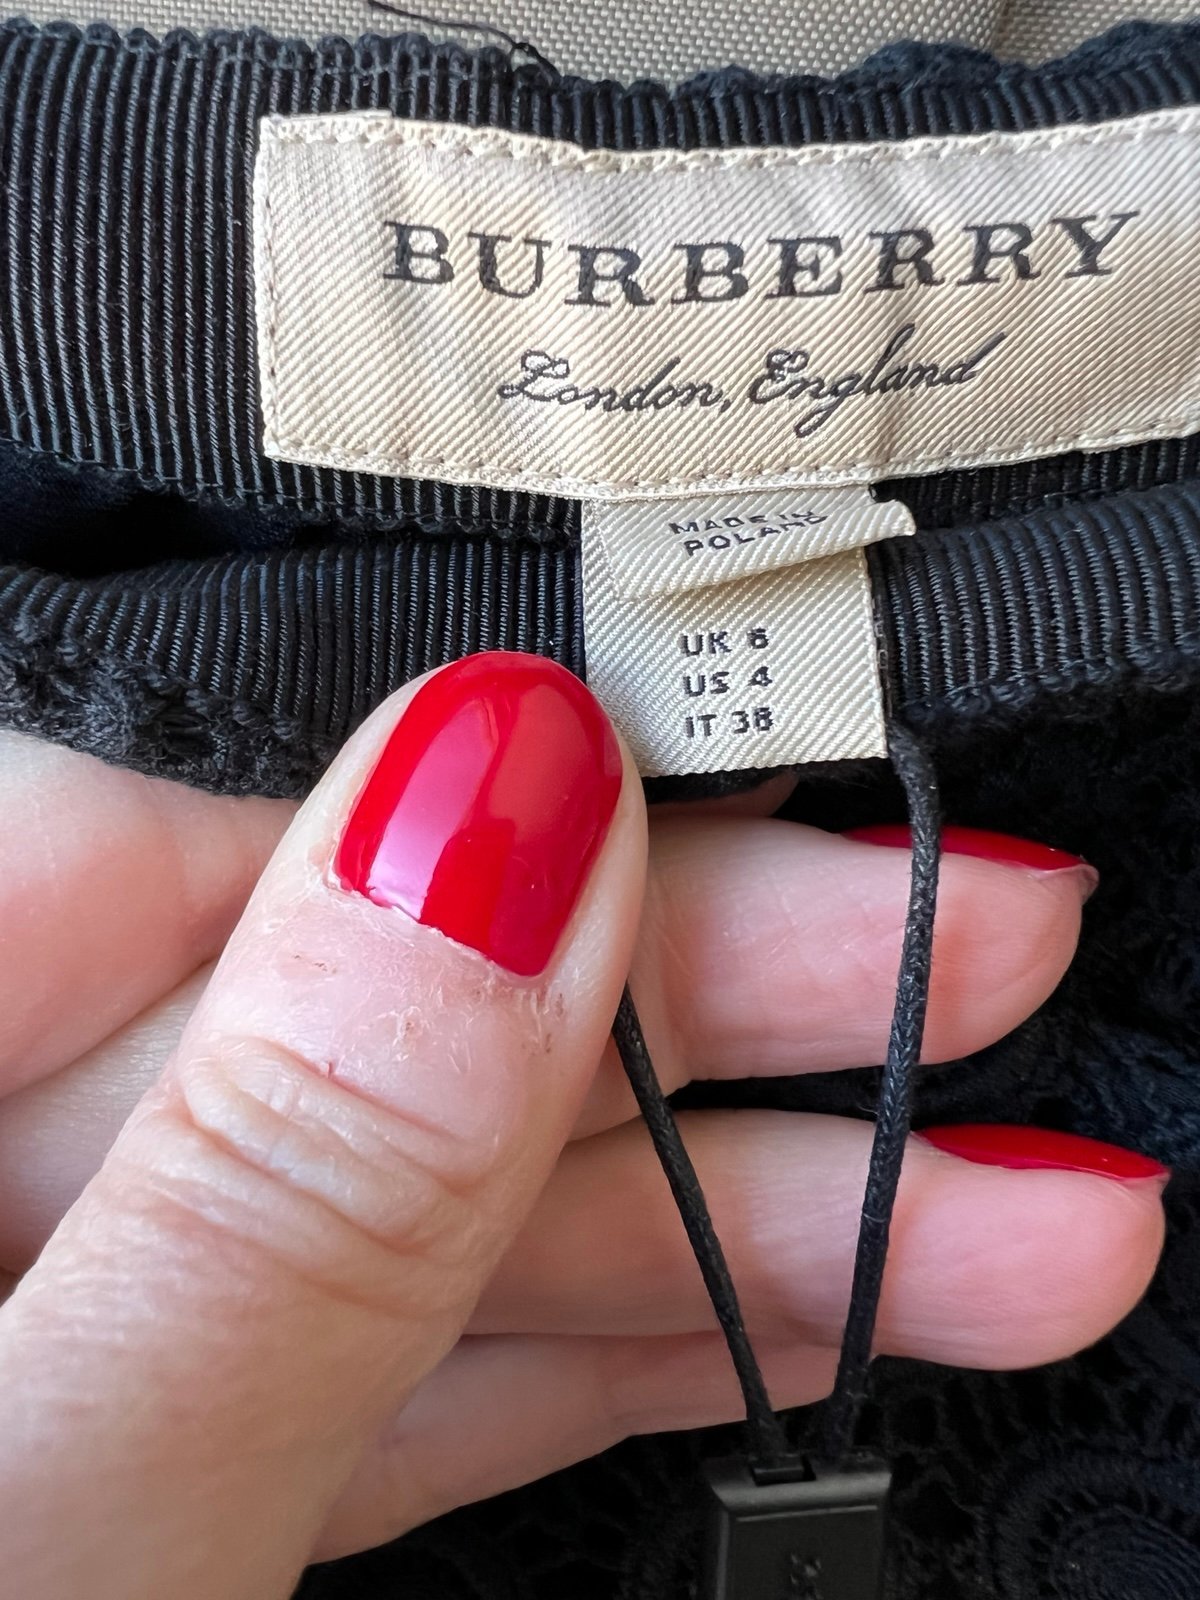 BURBERRY
London, England
MADE IN
POLAND
UK 6
US 4
IT 38